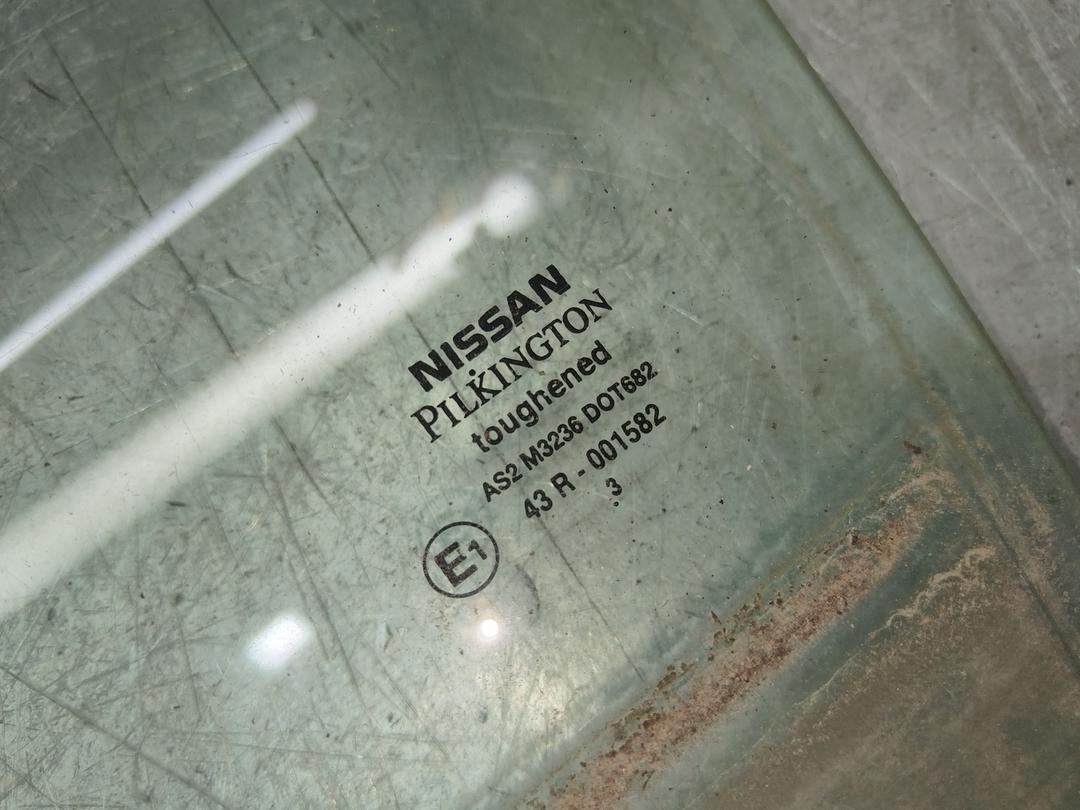 NISSAN
PILKINGTON
toughened
AS2 M3236 DOT682
43 R - 001582
.3
E1